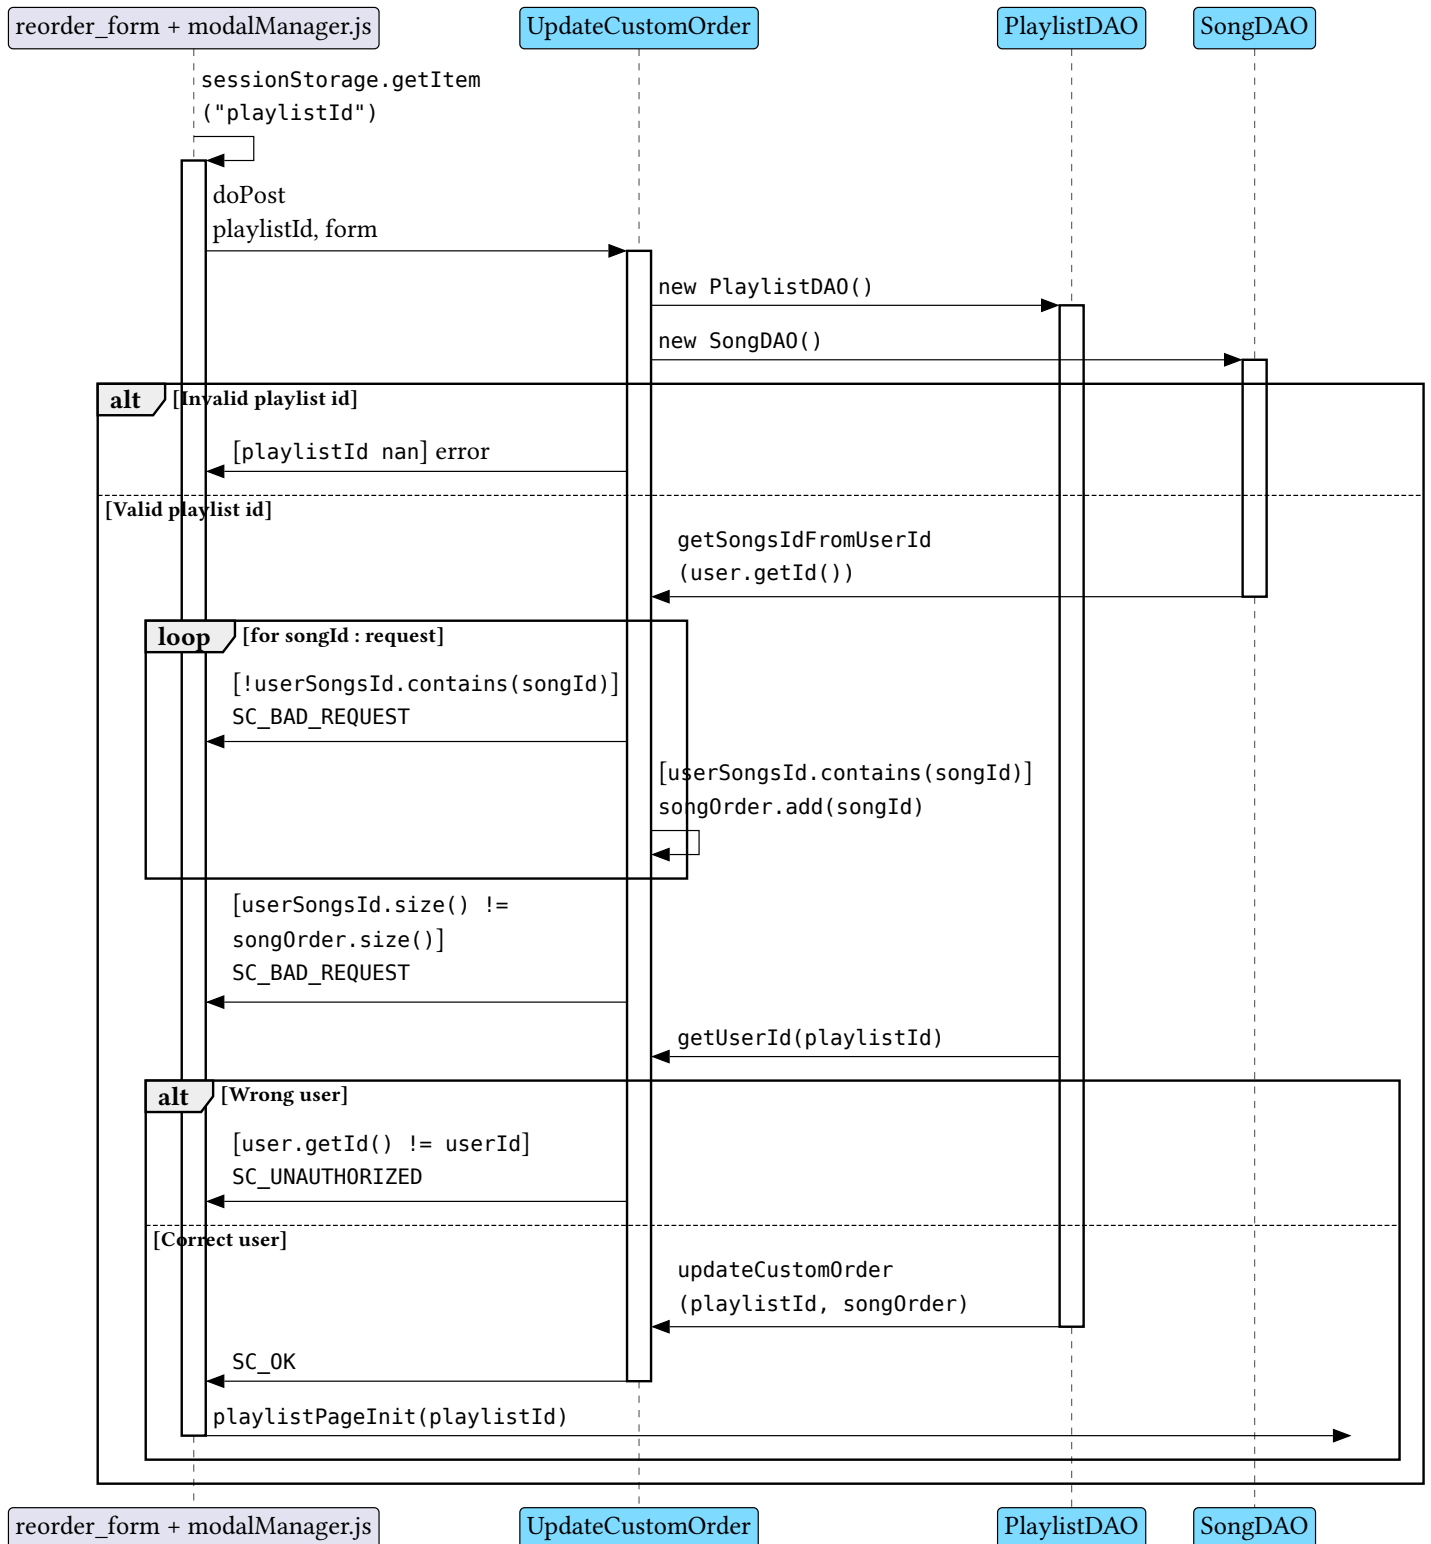 reorder_form + modalManager.js
UpdateCustomOrder
PlaylistDAO
SongDAO
sessionStorage.getItem
("playlistId")
doPost
playlistId, form
new PlaylistDAO()
new SongDAO()
alt
[Invalid playlist id]
[playlistId nan] error
[Valid playlist id]
getSongsIdFromUserId
(user.getId())
loop
[for songId : request]
[!userSongsId.contains(songId)]
SC_BAD_REQUEST
[userSongsId.contains(songId)]
songOrder.add(songId)
[userSongsId.size() !=
songOrder.size()]
SC_BAD_REQUEST
getUserId(playlistId)
alt
[Wrong user]
[user.getId() != userId]
SC_UNAUTHORIZED
[Correct user]
updateCustomOrder
(playlistId, songOrder)
SC_OK
playlistPageInit(playlistId)
reorder_form + modalManager.js
UpdateCustomOrder
PlaylistDAO
SongDAO